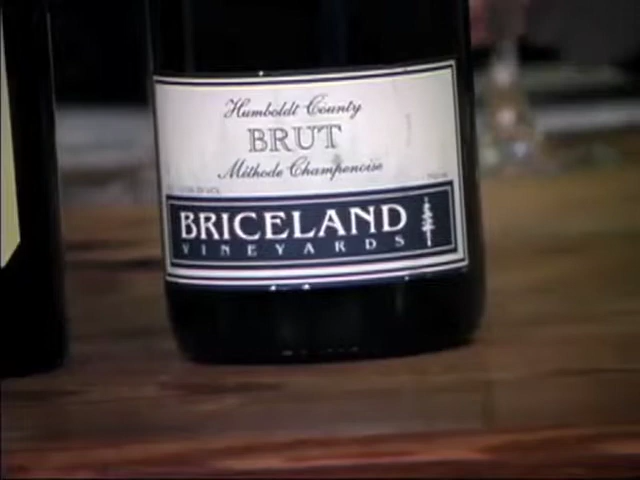 Humboldt County
BRUT
Méthode Champenoise
BRICELAND
VINEYARDS